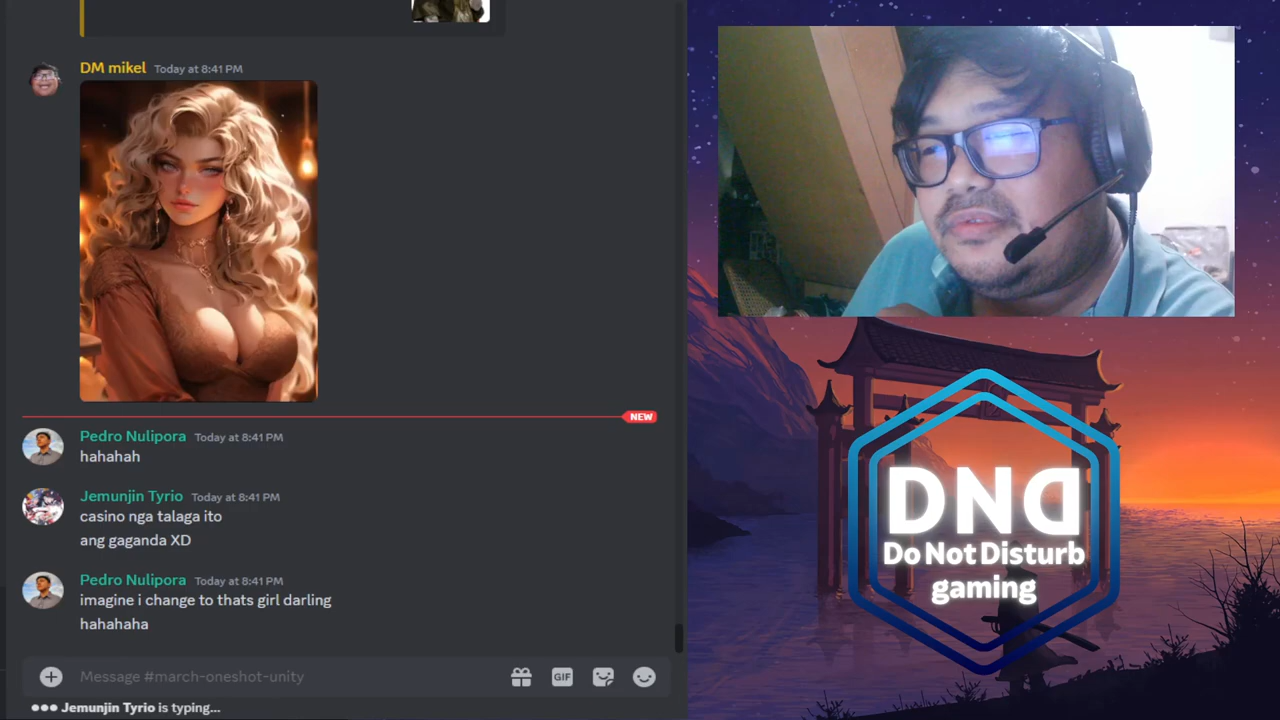 DM mikel Today at 8:41 PM
NEW
Pedro Nulipora Today at 8:41 PM
hahahah
Jemunjin Tyrio Today at 8:41 PM
casino nga talaga ito
ang gaganda XD
Pedro Nulipora Today at 8:41 PM
imagine i change to thats girl darling
hahahaha
Message #march-oneshot-unity
GIF
Jemunjin Tyrio is typing...
DND
Do Not Disturb
gaming